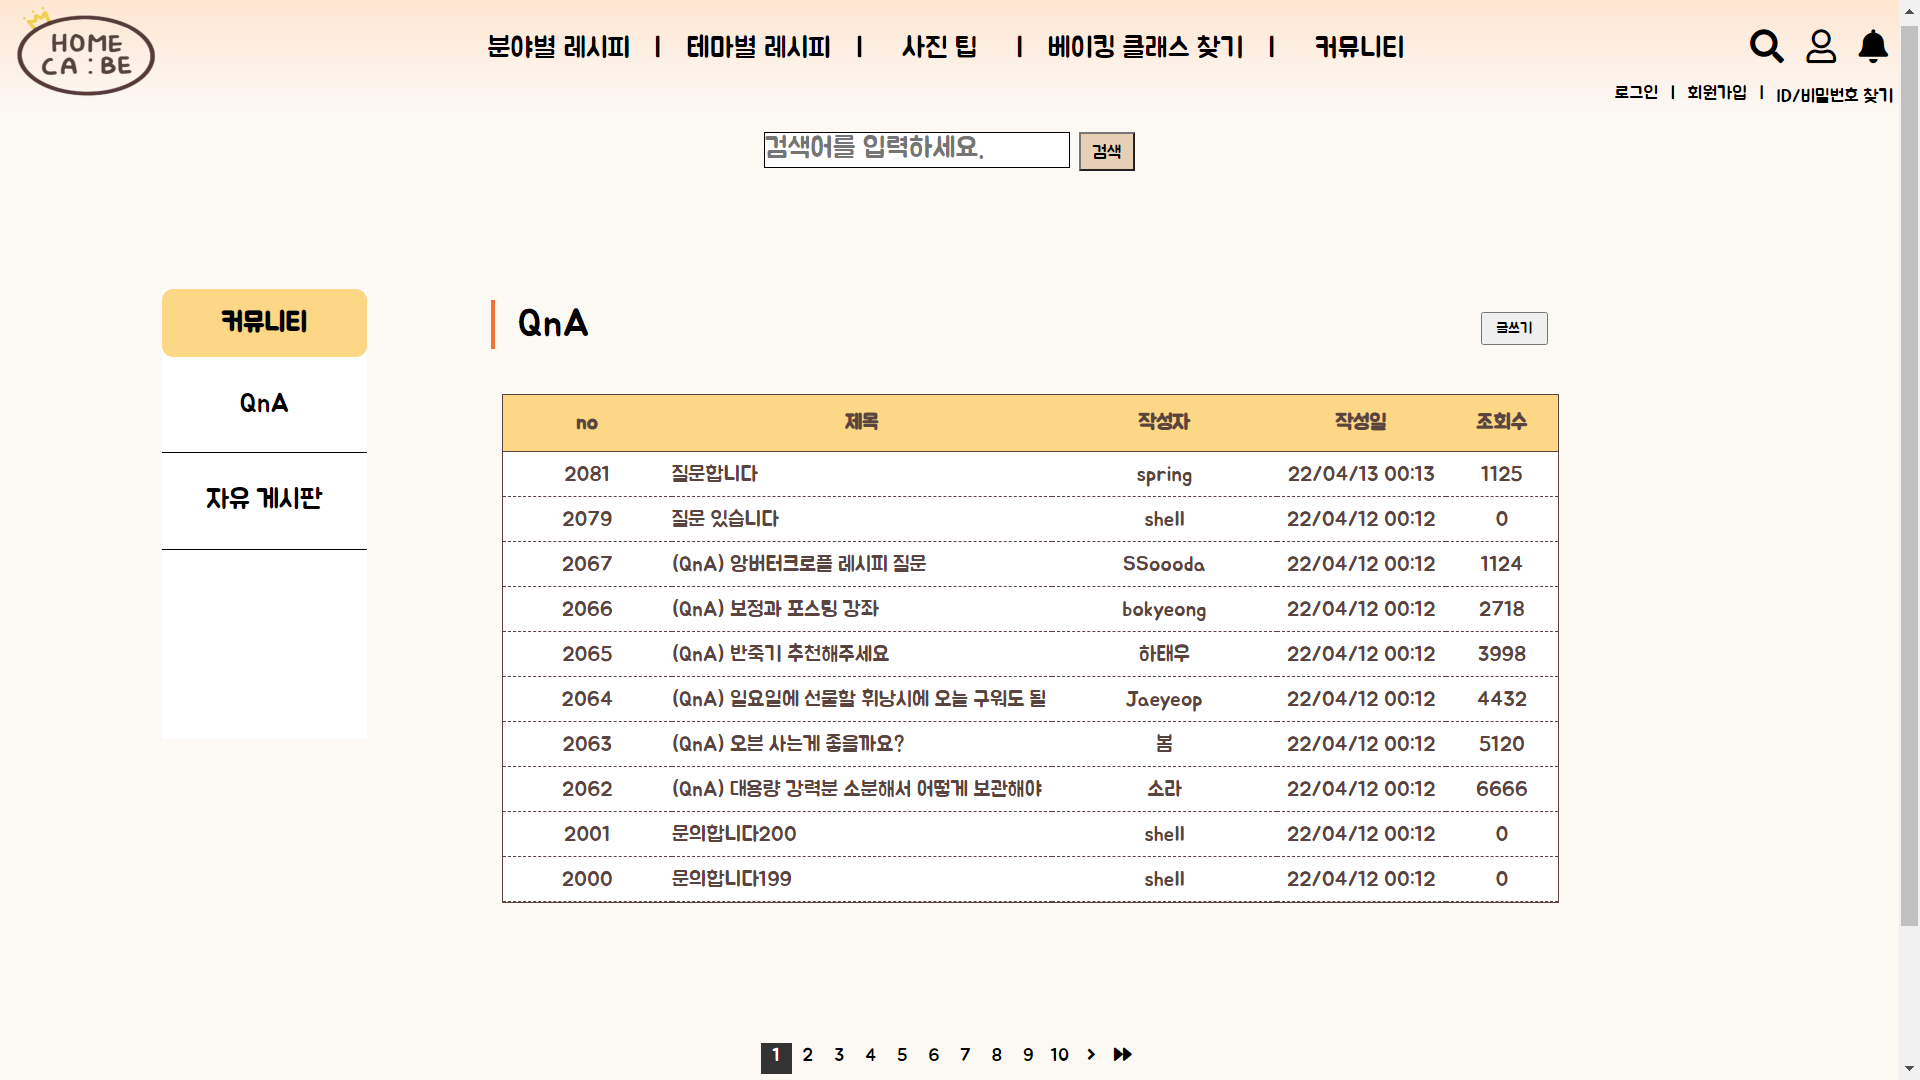 HOME
CA:BE
분야별 레시피 | 테마별 레시피 | 사진 팁 | 베이킹 클래스 찾기 | 커뮤니티
로그인 | 회원가입 | ID/비밀번호 찾기
검색어를 입력하세요. 검색
커뮤니티
QnA
자유 게시판
QnA
글쓰기
no 제목 작성자 작성일 조회수
2081 질문합니다 spring 22/04/13 00:13 1125
2079 질문 있습니다 shell 22/04/12 00:12 0
2067 (QnA) 앙버터크로플 레시피 질문 SSoooda 22/04/12 00:12 1124
2066 (QnA) 보정과 포스팅 강좌 bokyeong 22/04/12 00:12 2718
2065 (QnA) 반죽기 추천해주세요 하태우 22/04/12 00:12 3998
2064 (QnA) 일요일에 선물할 휘낭시에 오늘 구워도 될 Jaeyeop 22/04/12 00:12 4432
2063 (QnA) 오븐 사는게 좋을까요? 봄 22/04/12 00:12 5120
2062 (QnA) 대용량 강력분 소분해서 어떻게 보관해야 소라 22/04/12 00:12 6666
2001 문의합니다200 shell 22/04/12 00:12 0
2000 문의합니다199 shell 22/04/12 00:12 0
1 2 3 4 5 6 7 8 9 10